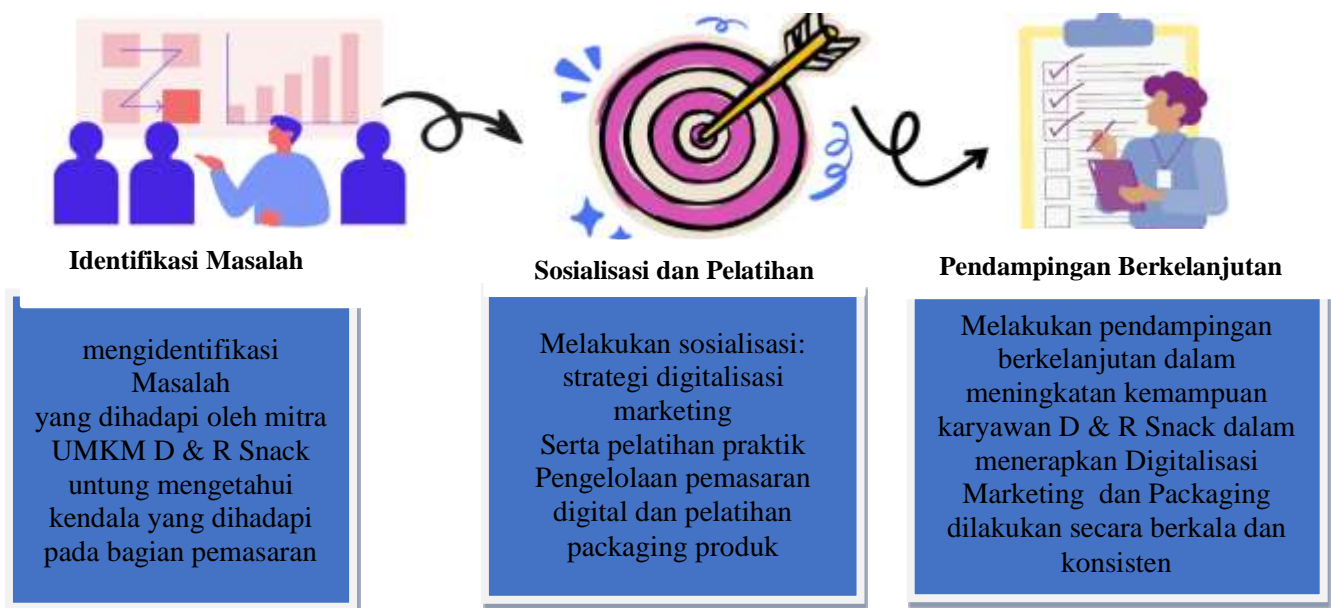 Identifikasi Masalah
mengidentifikasi
Masalah
yang dihadapi oleh mitra
UMKM D & R Snack
untung mengetahui
kendala yang dihadapi
pada bagian pemasaran
Sosialisasi dan Pelatihan
Melakukan sosialisasi:
strategi digitalisasi
marketing
Serta pelatihan praktik
Pengelolaan pemasaran
digital dan pelatihan
packaging produk
Pendampingan Berkelanjutan
Melakukan pendampingan
berkelanjutan dalam
meningkatan kemampuan
karyawan D & R Snack dalam
menerapkan Digitalisasi
Marketing  dan Packaging
dilakukan secara berkala dan
konsisten